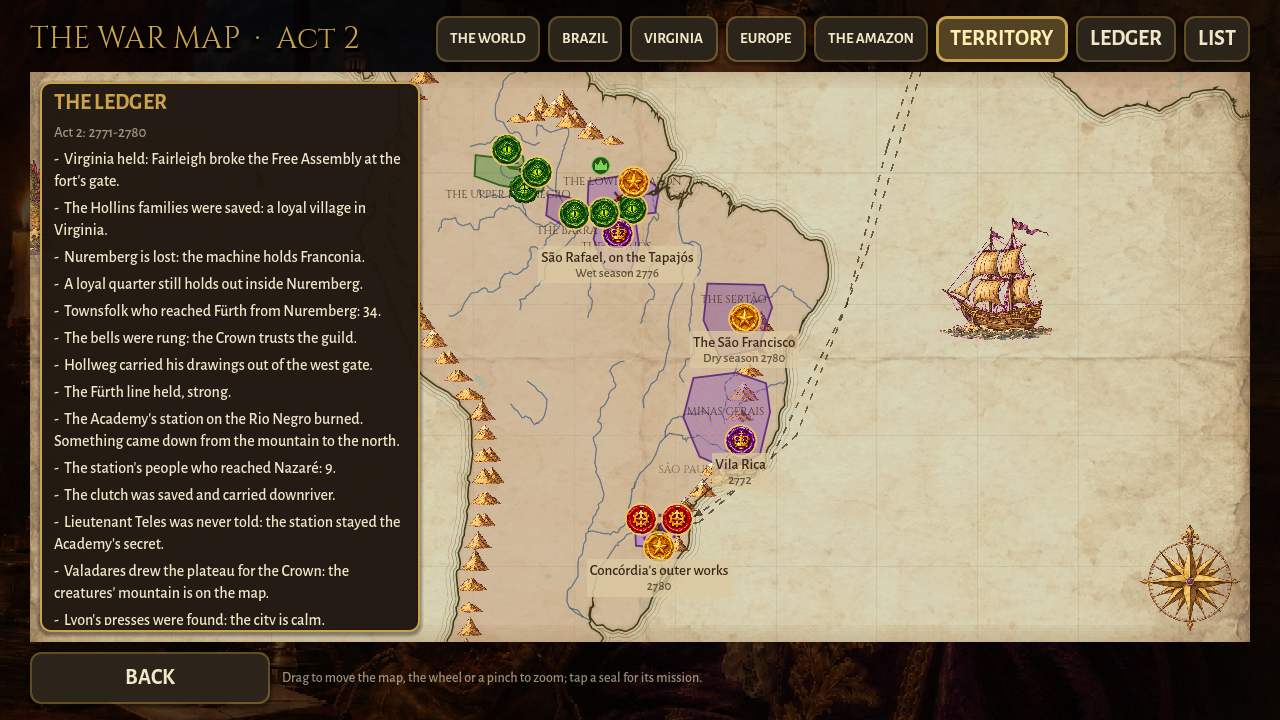 THE WAR MAP · ACT 2
THE WORLD
BRAZIL
VIRGINIA
EUROPE
THE AMAZON
TERRITORY
LEDGER
LIST
THE LEDGER
Act 2: 2771-2780
- Virginia held: Fairleigh broke the Free Assembly at the
fort's gate.
- The Hollins families were saved: a loyal village in
Virginia.
- Nuremberg is lost: the machine holds Franconia.
- A loyal quarter still holds out inside Nuremberg.
- Townsfolk who reached Fürth from Nuremberg: 34.
- The bells were rung: the Crown trusts the guild.
- Hollweg carried his drawings out of the west gate.
- The Fürth line held, strong.
- The Academy's station on the Rio Negro burned.
Something came down from the mountain to the north.
- The station's people who reached Nazaré: 9.
- The clutch was saved and carried downriver.
- Lieutenant Teles was never told: the station stayed the
Academy's secret.
- Valadares drew the plateau for the Crown: the
creatures' mountain is on the map.
- Lyon's presses were found: the city is calm.
THE UPPER
THE BARRA
São Rafael, on the Tapajós
Wet season 2776
THE SERTÃO
The São Francisco
Dry season 2780
MINAS GERAIS
Vila Rica
2772
Concórdia's outer works
2780
BACK
Drag to move the map, the wheel or a pinch to zoom; tap a seal for its mission.